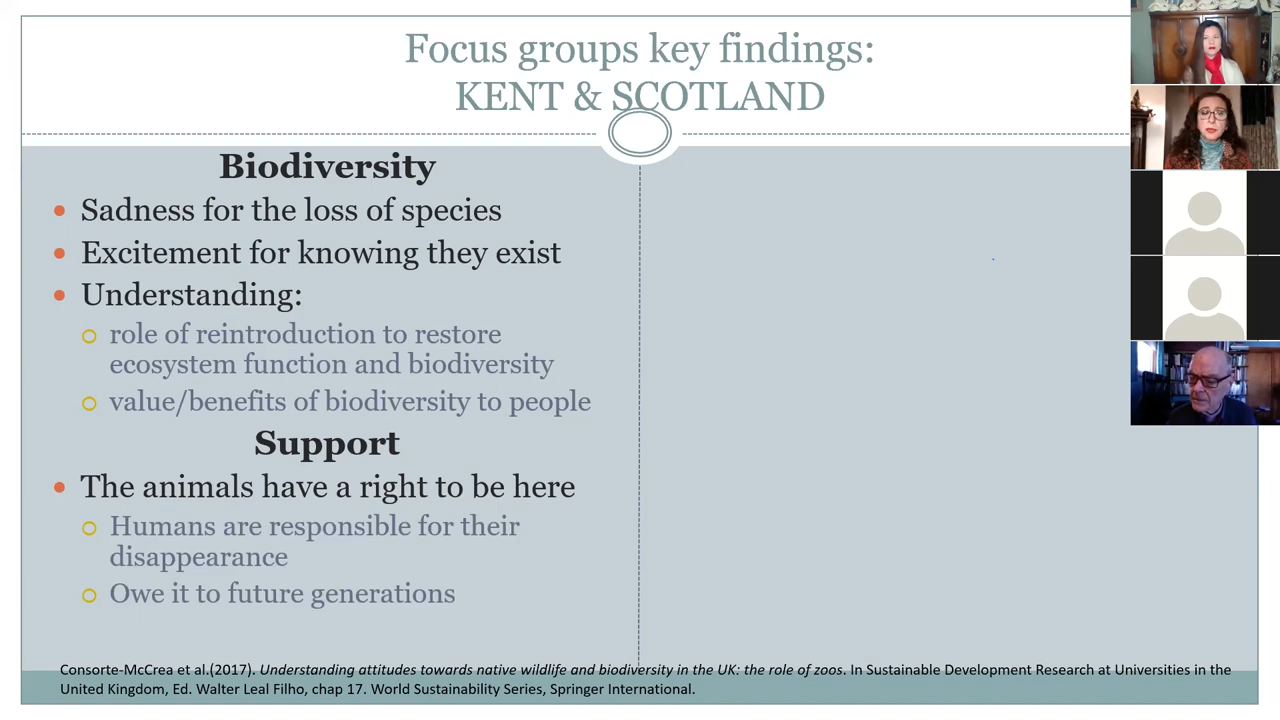 Focus groups key findings:
KENT & SCOTLAND
Biodiversity
Sadness for the loss of species
Excitement for knowing they exist
Understanding:
role of reintroduction to restore
ecosystem function and biodiversity
value/benefits of biodiversity to people
Support
The animals have a right to be here
Humans are responsible for their
disappearance
Owe it to future generations
Consorte-McCrea et al.(2017). Understanding attitudes towards native wildlife and biodiversity in the UK: the role of zoos. In Sustainable Development Research at Universities in the
United Kingdom, Ed. Walter Leal Filho, chap 17. World Sustainability Series, Springer International.